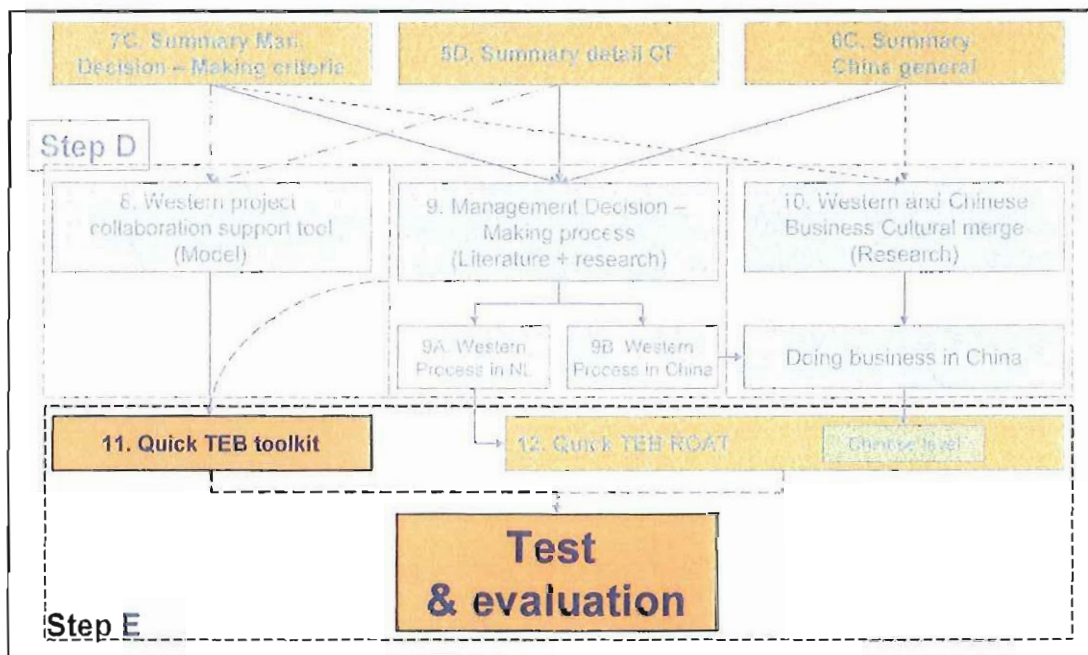 7C. Summary Man.
Decision – Making criteria
5D. Summary detail CF
6C. Summary
China general
Step D
8. Western project
collaboration support tool
(Model)
9. Management Decision –
Making process
(Literature + research)
10. Western and Chinese
Business Cultural merge
(Research)
9A. Western
Process in NL
9B. Western
Process in China
Doing business in China
11. Quick TEB toolkit
12. Quick TEB ROAT
Chinese level
Test
& evaluation
Step E